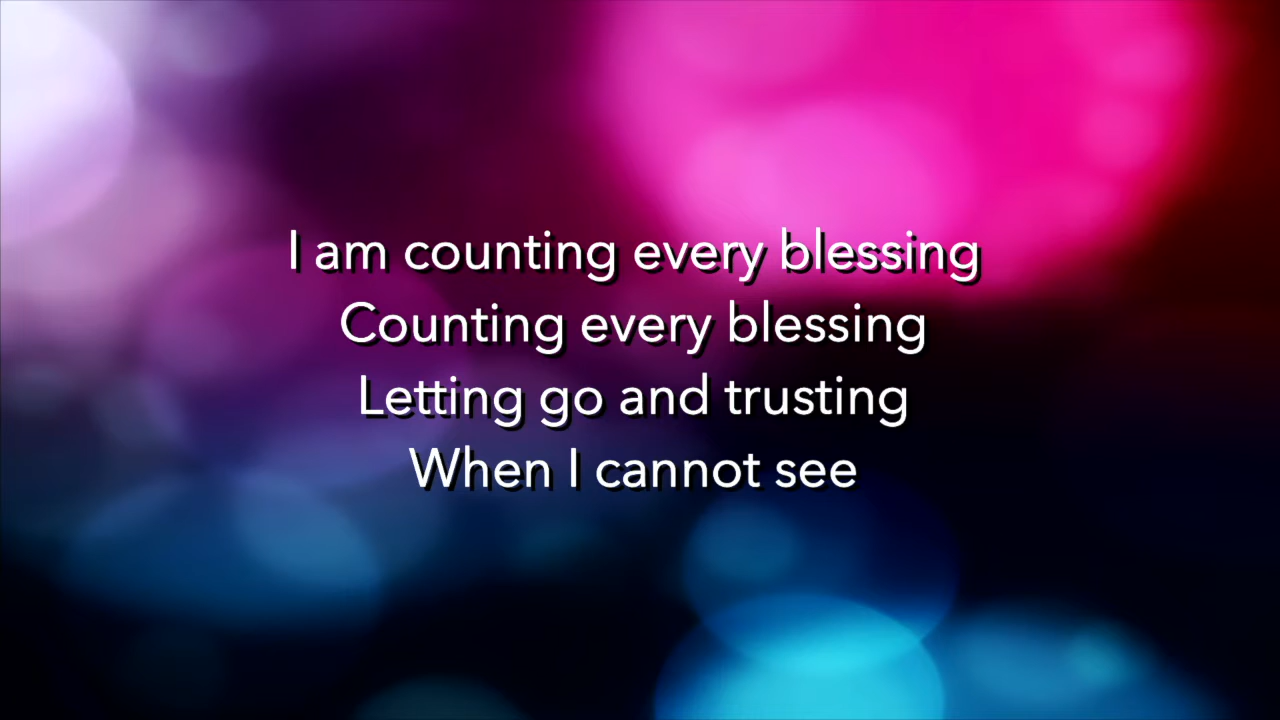 I am counting every blessing
Counting every blessing
Letting go and trusting
When I cannot see